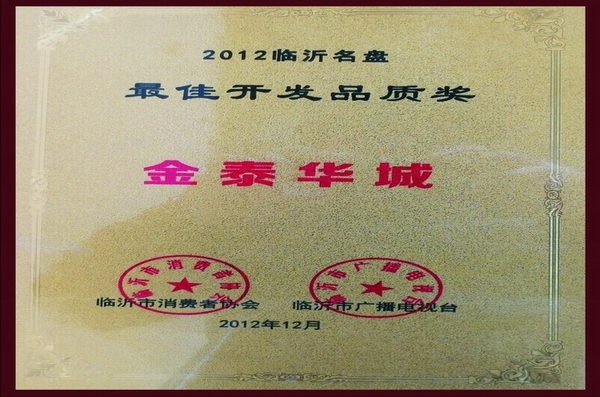 2012临沂名盘
最佳开发品质奖
金泰华城
临沂市消费者协会 临沂市广播电视台
2012年12月